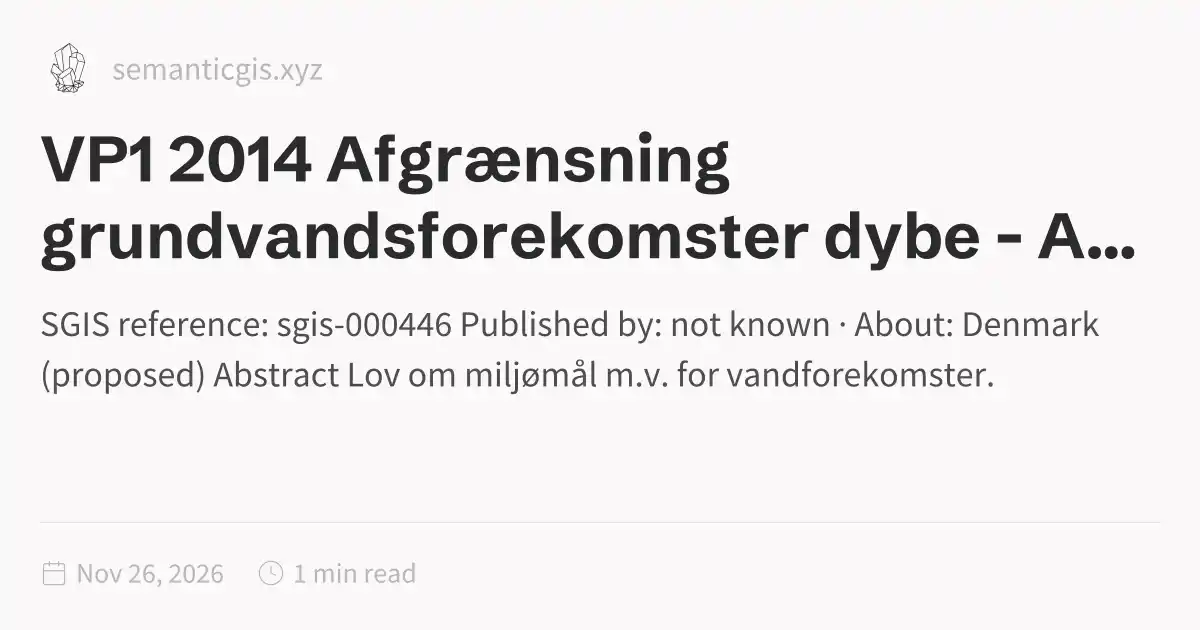 semanticgis.xyz
VP1 2014 Afgrænsning
grundvandsforekomster dybe - A...
SGIS reference: sgis-000446 Published by: not known · About: Denmark
(proposed) Abstract Lov om miljømål m.v. for vandforekomster.
Nov 26, 2026 1 min read